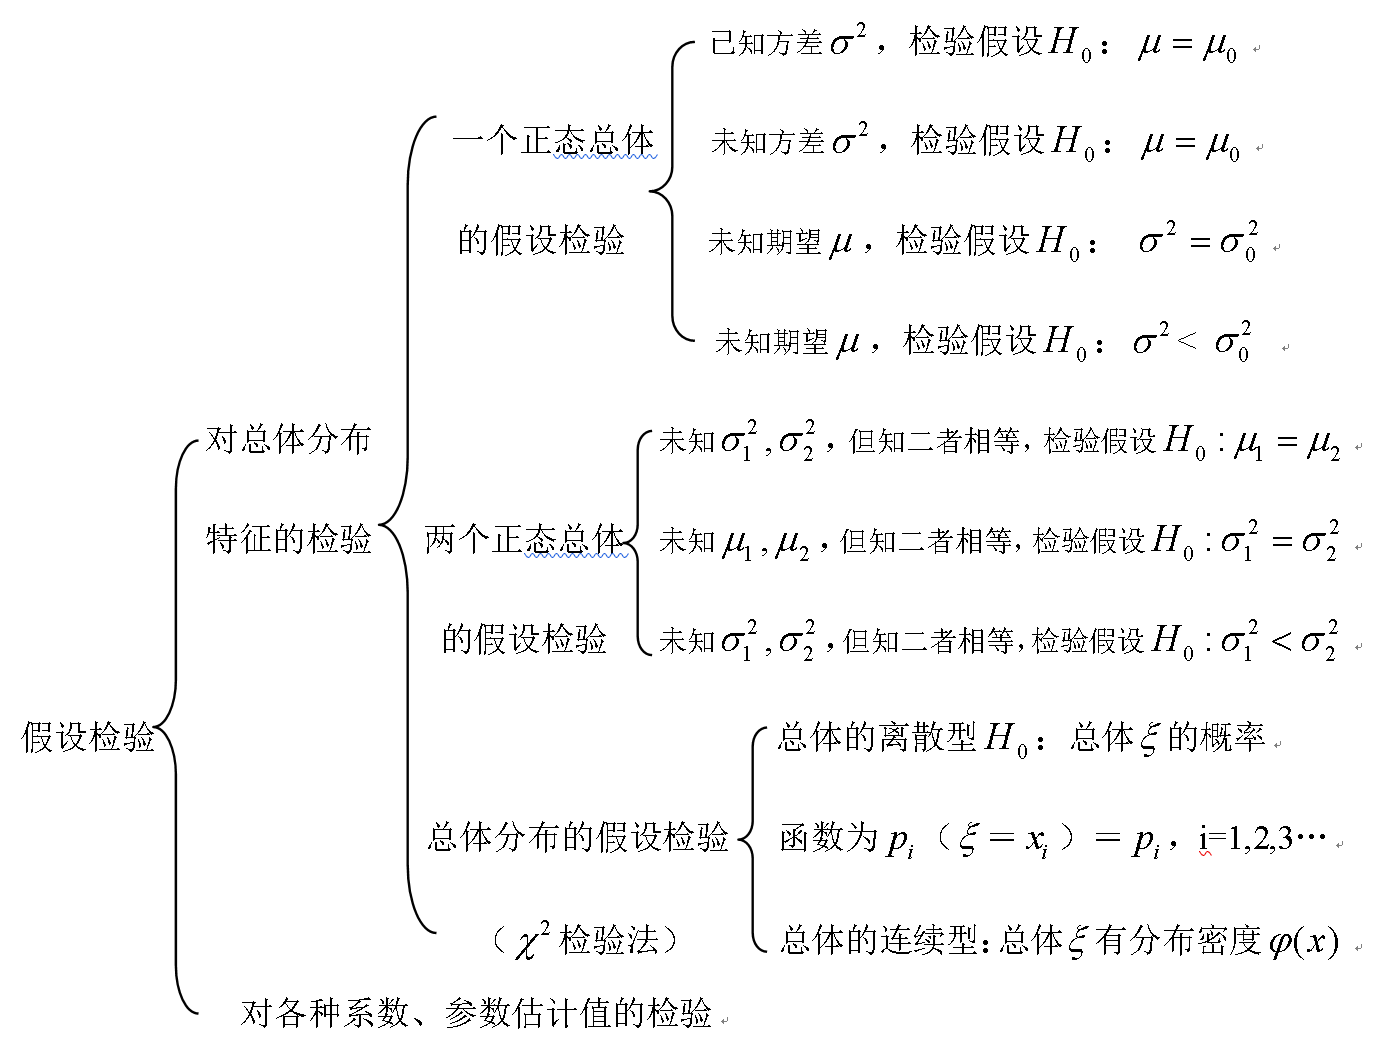 已知方差σ²，检验假设H₀：μ＝μ₀
一个正态总体
未知方差σ²，检验假设H₀：μ＝μ₀
的假设检验
未知期望μ，检验假设H₀：σ²＝σ₀²
未知期望μ，检验假设H₀：σ²< σ₀²
对总体分布
未知σ₁²,σ₂²,但知二者相等,检验假设H₀:μ₁＝μ₂
特征的检验
两个正态总体
未知μ₁,μ₂,但知二者相等,检验假设H₀:σ₁²＝σ₂²
的假设检验
未知σ₁²,σ₂²,但知二者相等,检验假设H₀:σ₁²<σ₂²
假设检验
总体的离散型H₀：总体ξ的概率
总体分布的假设检验
函数为pᵢ（ξ＝xᵢ）＝pᵢ，i=1,2,3…
（χ²检验法）
总体的连续型：总体ξ有分布密度φ(x)
对各种系数、参数估计值的检验